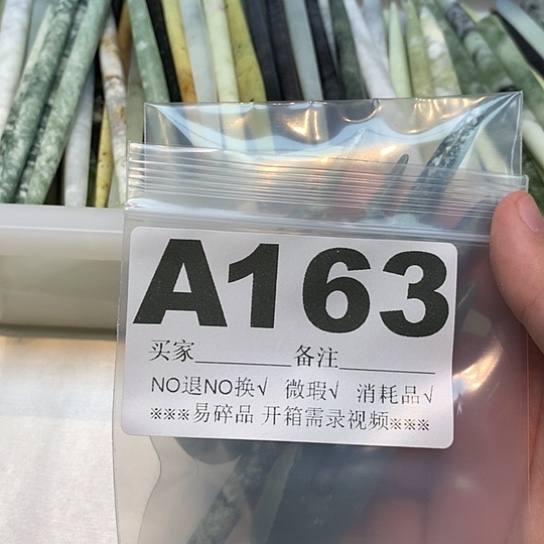 A163
买家________备注________
NO退NO换√ 微瑕√ 消耗品√
※※※易碎品 开箱需录视频※※※